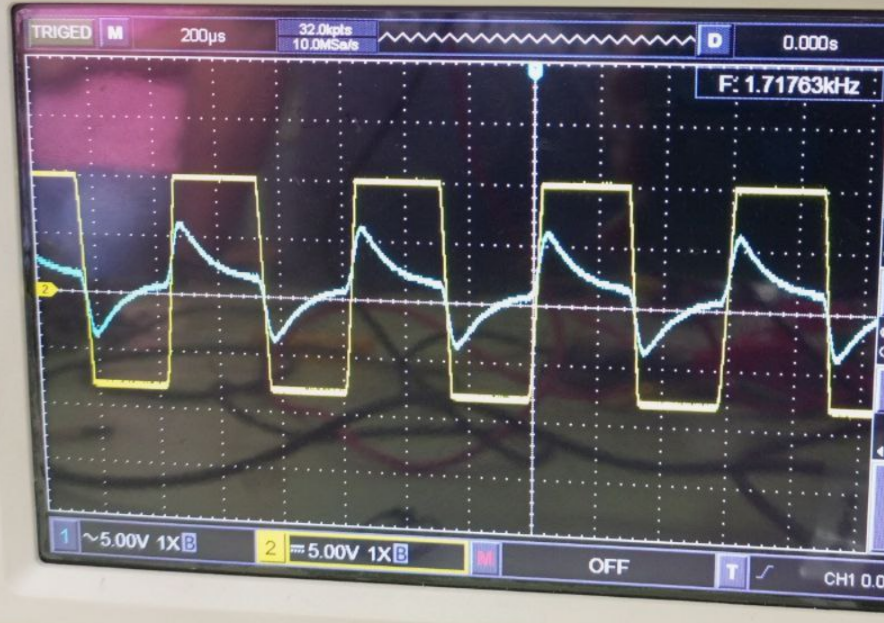 TRIGED M 200µs 32.0kpts D 0.000s
10.0MSa/s
F: 1.71763kHz
2
1 ~5.00V 1X B 2 5.00V 1X B M OFF T CH1 0.0